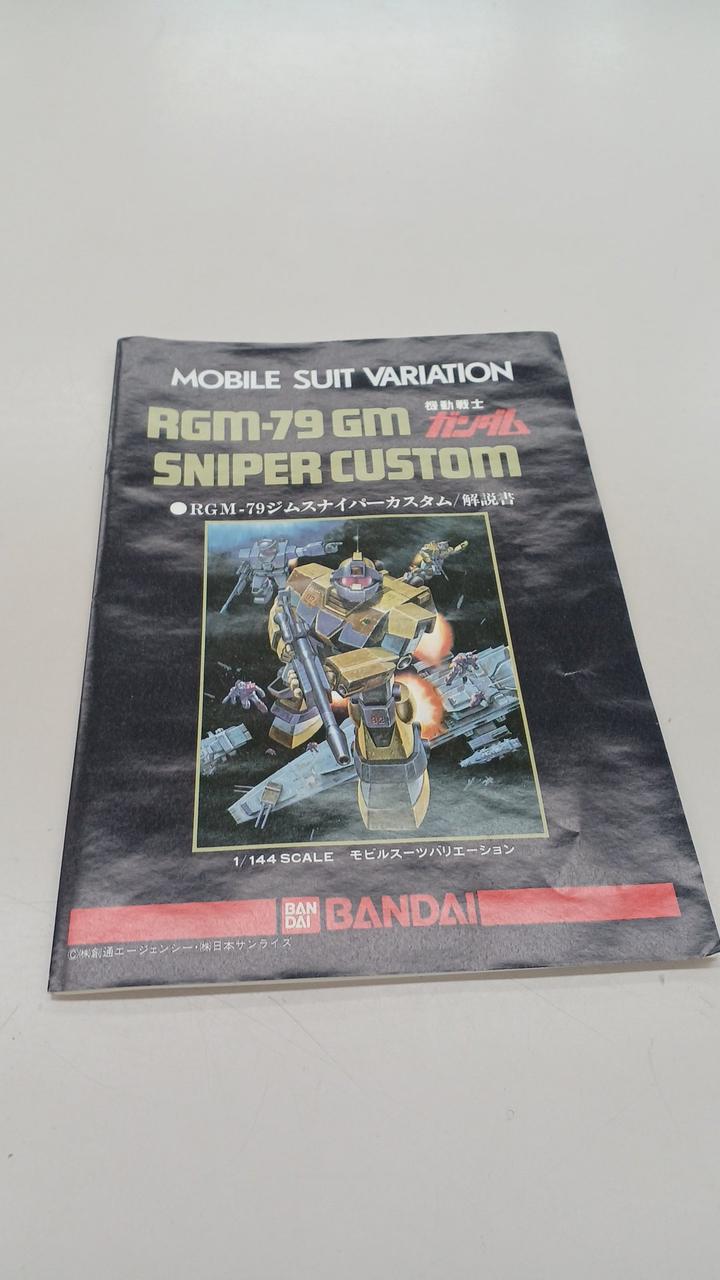 MOBILE SUIT VARIATION
RGM-79 GM 機動戦士 ガンダム
SNIPER CUSTOM
●RGM-79ジムスナイパーカスタム/解説書
82
1/144 SCALE モビルスーツバリエーション
BAN DAI BANDAI
©㈱創通エージェンシー・㈱日本サンライズ